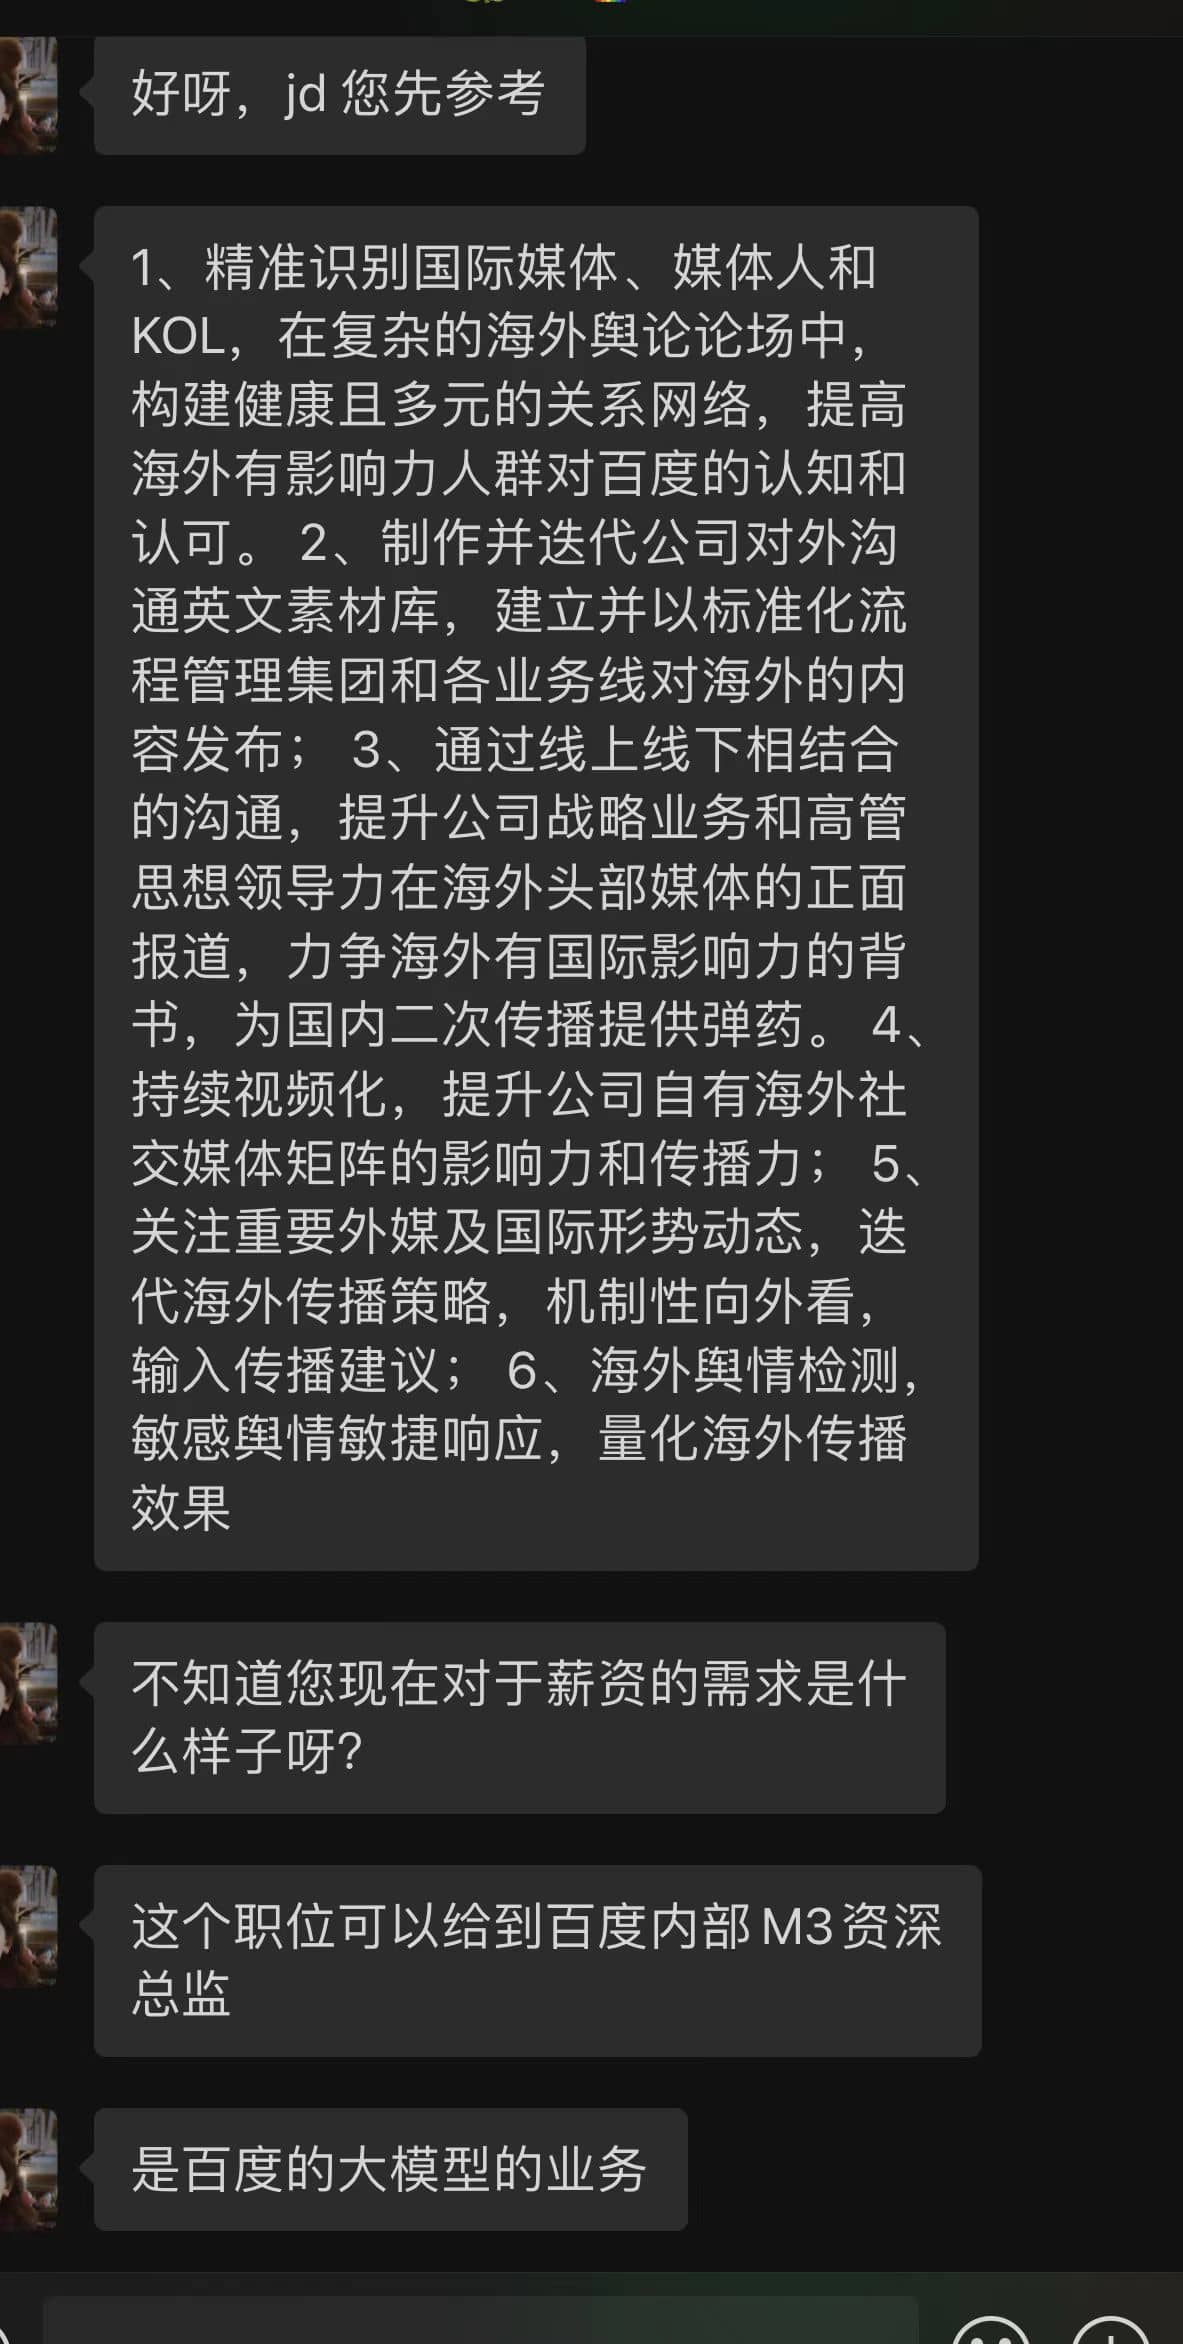 好呀，jd 您先参考
1、精准识别国际媒体、媒体人和
KOL，在复杂的海外舆论论场中，
构建健康且多元的关系网络，提高
海外有影响力人群对百度的认知和
认可。 2、制作并迭代公司对外沟
通英文素材库，建立并以标准化流
程管理集团和各业务线对海外的内
容发布； 3、通过线上线下相结合
的沟通，提升公司战略业务和高管
思想领导力在海外头部媒体的正面
报道，力争海外有国际影响力的背
书，为国内二次传播提供弹药。 4、
持续视频化，提升公司自有海外社
交媒体矩阵的影响力和传播力； 5、
关注重要外媒及国际形势动态，迭
代海外传播策略，机制性向外看，
输入传播建议； 6、海外舆情检测，
敏感舆情敏捷响应，量化海外传播
效果
不知道您现在对于薪资的需求是什
么样子呀?
这个职位可以给到百度内部M3资深
总监
是百度的大模型的业务